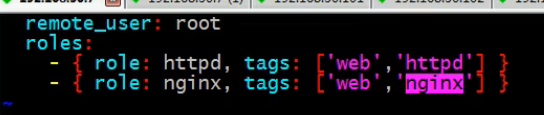 remote_user: root
roles:
- { role: httpd, tags: ['web','httpd'] }
- { role: nginx, tags: ['web','nginx'] }
~